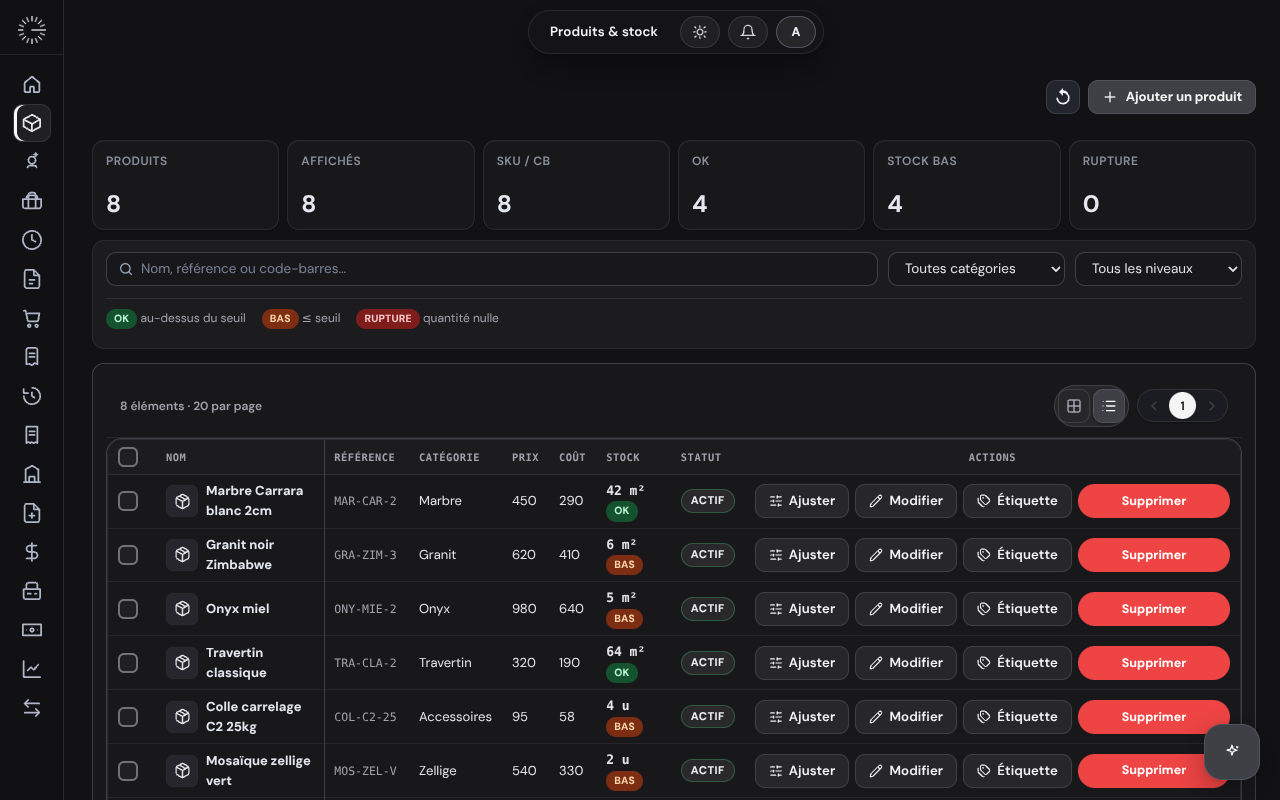 Produits & stock
A
Ajouter un produit
PRODUITS
AFFICHÉS
SKU / CB
OK
STOCK BAS
RUPTURE
8
8
8
4
4
0
Nom, référence ou code-barres…
Toutes catégories
Tous les niveaux
OK au-dessus du seuil
BAS ≤ seuil
RUPTURE quantité nulle
8 éléments · 20 par page
1
NOM RÉFÉRENCE CATÉGORIE PRIX COÛT STOCK STATUT ACTIONS
Marbre Carrara blanc 2cm MAR-CAR-2 Marbre 450 290 42 m² OK ACTIF Ajuster Modifier Étiquette Supprimer
Granit noir Zimbabwe GRA-ZIM-3 Granit 620 410 6 m² BAS ACTIF Ajuster Modifier Étiquette Supprimer
Onyx miel ONY-MIE-2 Onyx 980 640 5 m² BAS ACTIF Ajuster Modifier Étiquette Supprimer
Travertin classique TRA-CLA-2 Travertin 320 190 64 m² OK ACTIF Ajuster Modifier Étiquette Supprimer
Colle carrelage C2 25kg COL-C2-25 Accessoires 95 58 4 u BAS ACTIF Ajuster Modifier Étiquette Supprimer
Mosaïque zellige vert MOS-ZEL-V Zellige 540 330 2 u BAS ACTIF Ajuster Modifier Étiquette Supprimer